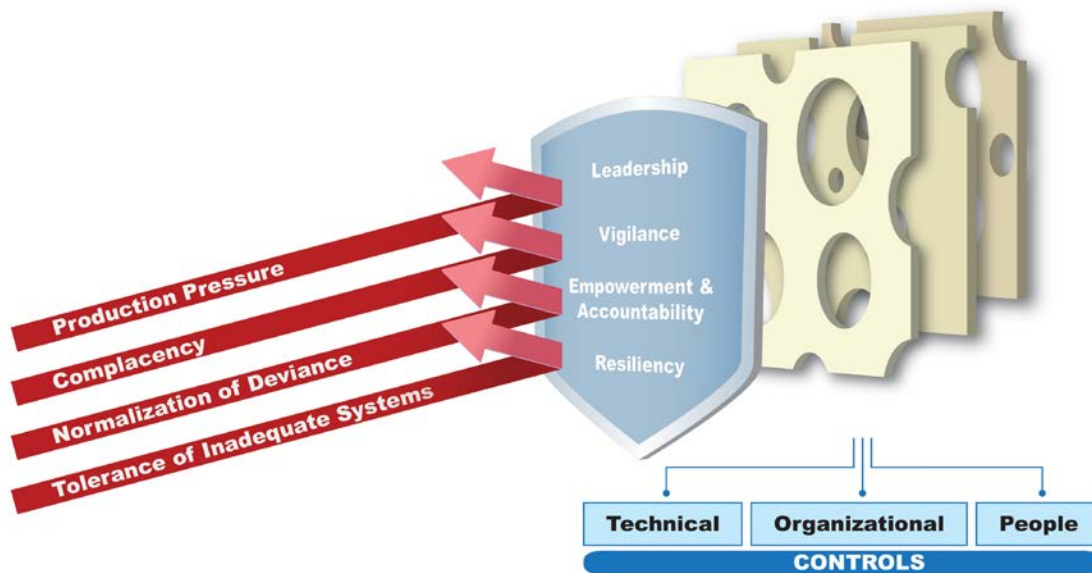 Leadership
Vigilance
Empowerment &
Accountability
Resiliency
Production Pressure
Complacency
Normalization of Deviance
Tolerance of Inadequate Systems
Technical
Organizational
People
CONTROLS